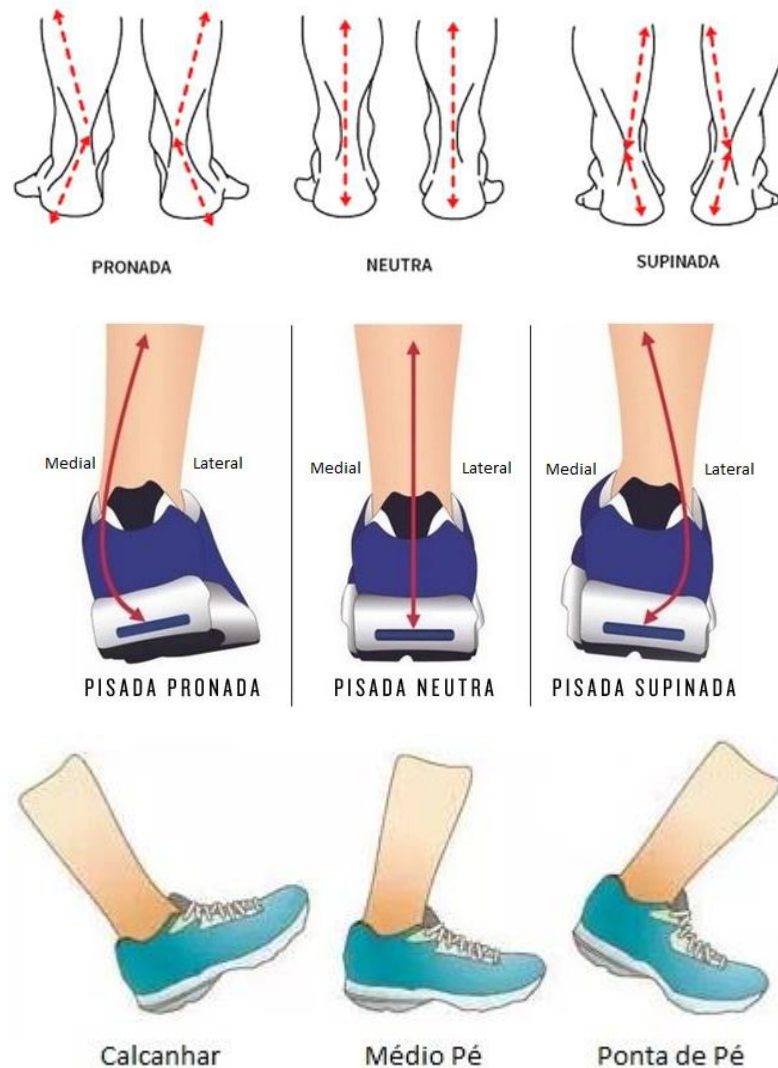 PRONADA NEUTRA SUPINADA
Medial Lateral Medial Lateral Medial Lateral
PISADA PRONADA PISADA NEUTRA PISADA SUPINADA
Calcanhar Médio Pé Ponta de Pé